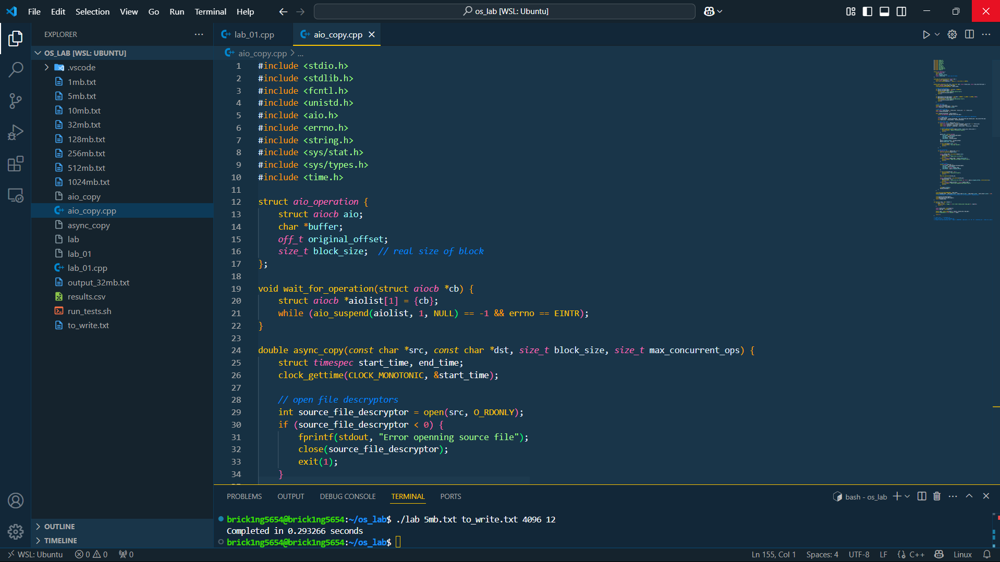 File Edit Selection View Go Run Terminal Help
os_lab [WSL: Ubuntu]
EXPLORER
OS_LAB [WSL: UBUNTU]
.vscode
1mb.txt
5mb.txt
10mb.txt
32mb.txt
128mb.txt
256mb.txt
512mb.txt
1024mb.txt
aio_copy
aio_copy.cpp
async_copy
lab
lab_01
lab_01.cpp
output_32mb.txt
results.csv
run_tests.sh
to_write.txt
OUTLINE
TIMELINE
lab_01.cpp
aio_copy.cpp
aio_copy.cpp > ...
1 #include <stdio.h>
2 #include <stdlib.h>
3 #include <fcntl.h>
4 #include <unistd.h>
5 #include <aio.h>
6 #include <errno.h>
7 #include <string.h>
8 #include <sys/stat.h>
9 #include <sys/types.h>
10 #include <time.h>
11
12 struct aio_operation {
13     struct aiocb aio;
14     char *buffer;
15     off_t original_offset;
16     size_t block_size;  // real size of block
17 };
18
19 void wait_for_operation(struct aiocb *cb) {
20     struct aiocb *aiolist[1] = {cb};
21     while (aio_suspend(aiolist, 1, NULL) == -1 && errno == EINTR);
22 }
23
24 double async_copy(const char *src, const char *dst, size_t block_size, size_t max_concurrent_ops) {
25     struct timespec start_time, end_time;
26     clock_gettime(CLOCK_MONOTONIC, &start_time);
27
28     // open file descryptors
29     int source_file_descryptor = open(src, O_RDONLY);
30     if (source_file_descryptor < 0) {
31         fprintf(stdout, "Error openning source file");
32         close(source_file_descryptor);
33         exit(1);
34     }
PROBLEMS OUTPUT DEBUG CONSOLE TERMINAL PORTS
bash - os_lab
brick1ng5654@brick1ng5654:~/os_lab$ ./lab 5mb.txt to_write.txt 4096 12
Completed in 0.293266 seconds
brick1ng5654@brick1ng5654:~/os_lab$
WSL: Ubuntu 0 0 0 Ln 155, Col 1 Spaces: 4 UTF-8 LF C++ Linux